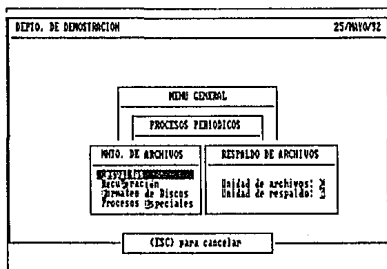 DEPTO. DE DEMOSTRACION 25/MAYO/92
MENU GENERAL
PROCESOS PERIODICOS
MNTO. DE ARCHIVOS
RESPALDO DE ARCHIVOS
Recuperación
Formateo de Discos
Procesos Especiales
Unidad de archivos:
Unidad de respaldo:
(ESC) para cancelar